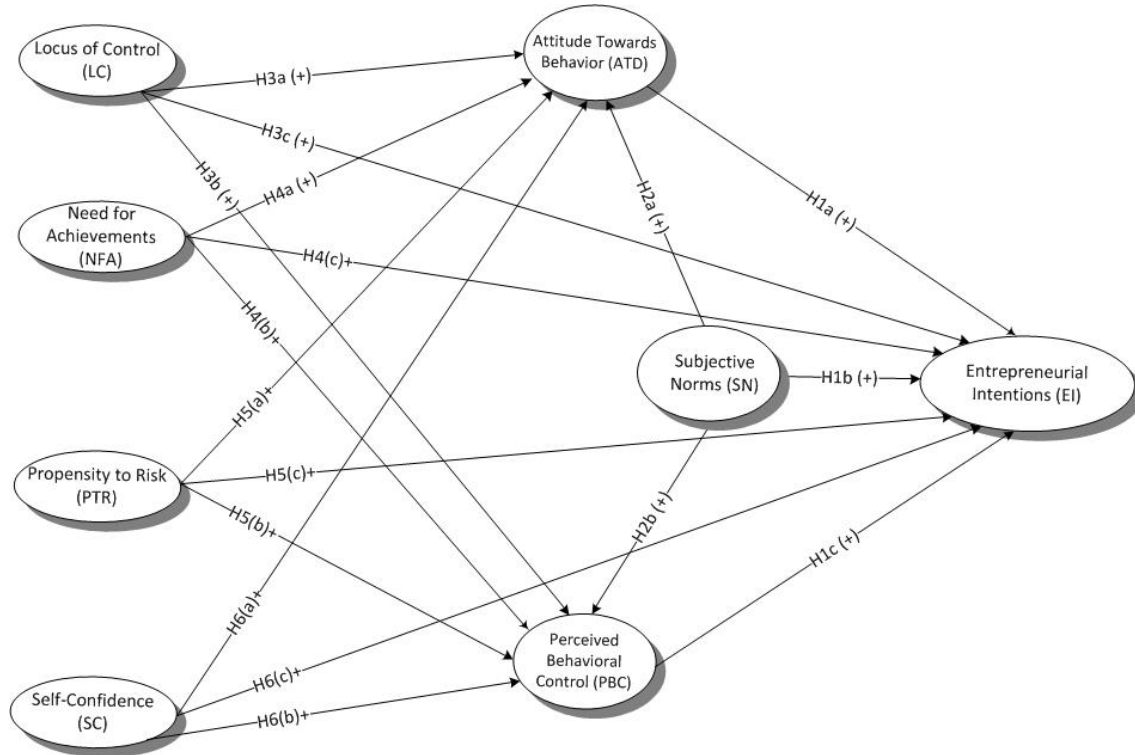 Locus of Control
(LC)
Attitude Towards
Behavior (ATD)
H3a (+)
H3c (+)
H3b (+)
H4a (+)
H2a (+)
H1a (+)
Need for
Achievements
(NFA)
H4(c)+
H4(b)+
Subjective
Norms (SN)
H1b (+)
Entrepreneurial
Intentions (EI)
H5(a)+
Propensity to Risk
(PTR)
H5(c)+
H5(b)+
H2b (+)
H1c (+)
H6(a)+
Perceived
Behavioral
Control (PBC)
Self-Confidence
(SC)
H6(c)+
H6(b)+